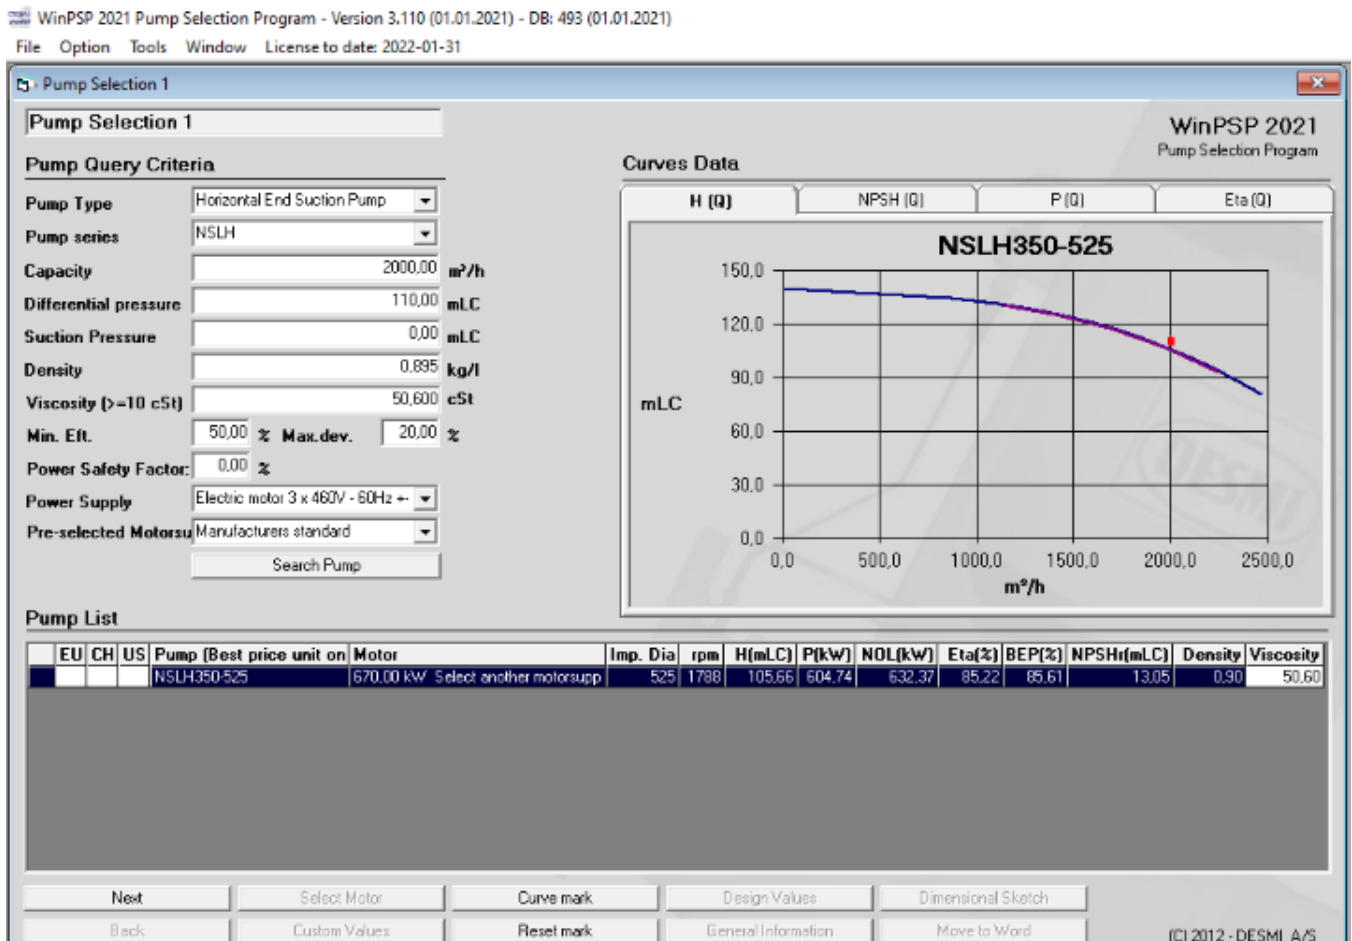 WinPSP 2021 Pump Selection Program - Version 3.110 (01.01.2021) - DB: 493 (01.01.2021)
File Option Tools Window License to date: 2022-01-31
Pump Selection 1
Pump Selection 1
WinPSP 2021
Pump Selection Program
Pump Query Criteria
Pump Type Horizontal End Suction Pump
Pump series NSLH
Capacity 2000,00 m³/h
Differential pressure 110,00 mLC
Suction Pressure 0,00 mLC
Density 0,895 kg/l
Viscosity (>=10 cSt) 50,600 cSt
Min. Eft. 50,00 % Max.dev. 20,00 %
Power Safety Factor: 0,00 %
Power Supply Electric motor 3 x 460V - 60Hz +-
Pre-selected Motorsu Manufacturers standard
Search Pump
Curves Data
H (Q) NPSH (Q) P (Q) Eta (Q)
NSLH350-525
150,0
120,0
90,0
mLC
60,0
30,0
0,0
0,0 500,0 1000,0 1500,0 2000,0 2500,0
m³/h
DESMI
Pump List
EU CH US Pump (Best price unit on Motor Imp. Dia rpm H(mLC) P(kW) NOL(kW) Eta(%) BEP(%) NPSHr(mLC) Density Viscosity
NSLH350-525 670,00 kW Select another motorsupp 525 1788 105,66 604,74 632,37 85,22 85,61 13,05 0,90 50,60
Next Select Motor Curve mark Design Values Dimensional Sketch
Back Custom Values Reset mark General Information Move to Word
(C) 2012 - DESMI A/S